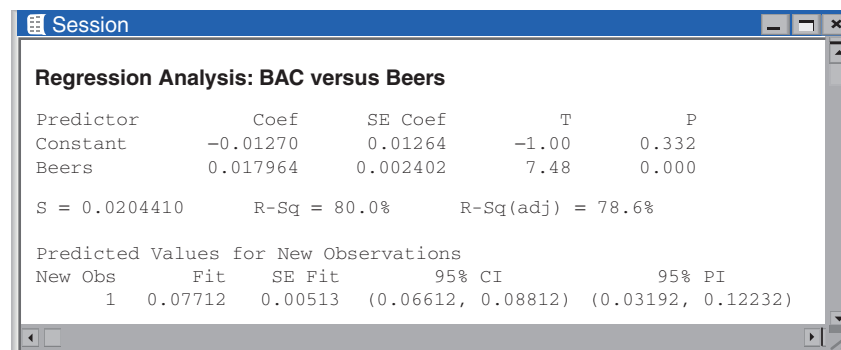 Session
Regression Analysis: BAC versus Beers
Predictor Coef SE Coef T P
Constant −0.01270 0.01264 −1.00 0.332
Beers 0.017964 0.002402 7.48 0.000
S = 0.0204410 R-Sq = 80.0% R-Sq(adj) = 78.6%
Predicted Values for New Observations
New Obs Fit SE Fit 95% CI 95% PI
1 0.07712 0.00513 (0.06612, 0.08812) (0.03192, 0.12232)